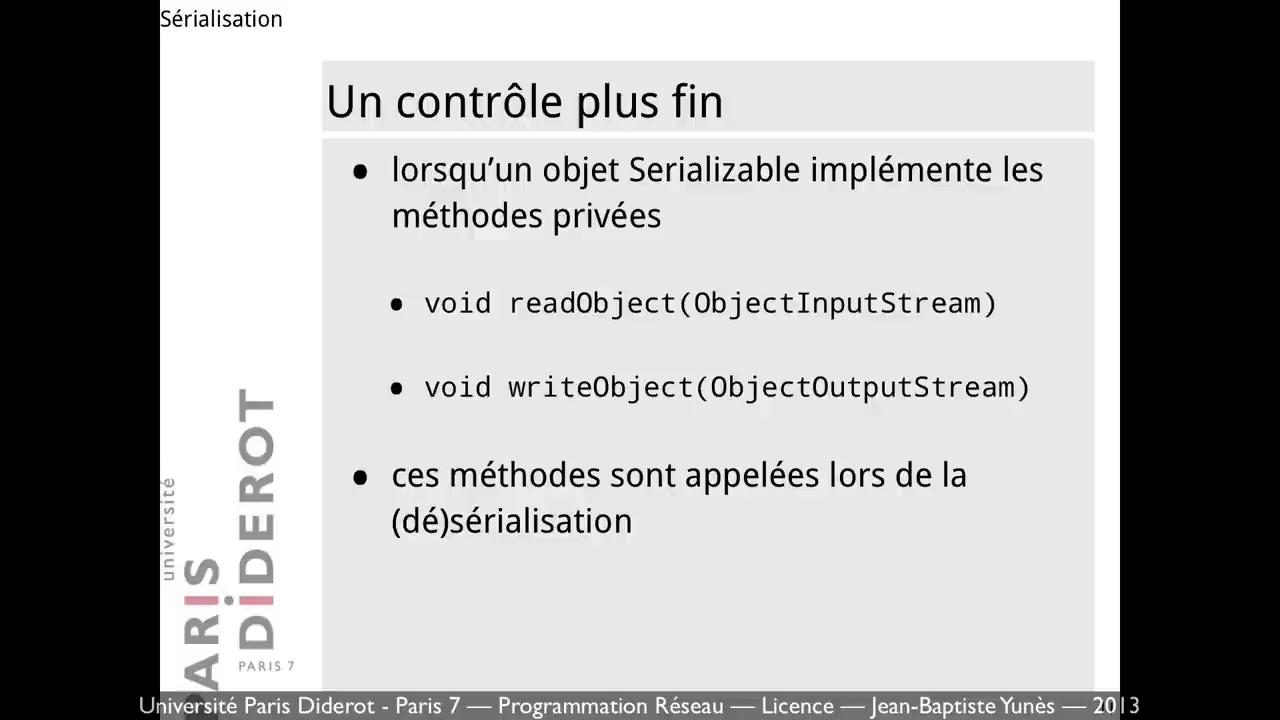 Sérialisation
Un contrôle plus fin
• lorsqu’un objet Serializable implémente les
méthodes privées
• void readObject(ObjectInputStream)
• void writeObject(ObjectOutputStream)
• ces méthodes sont appelées lors de la
(dé)sérialisation
université
PARIS
DIDEROT
PARIS 7
Université Paris Diderot - Paris 7 — Programmation Réseau — Licence — Jean-Baptiste Yunès — 2013